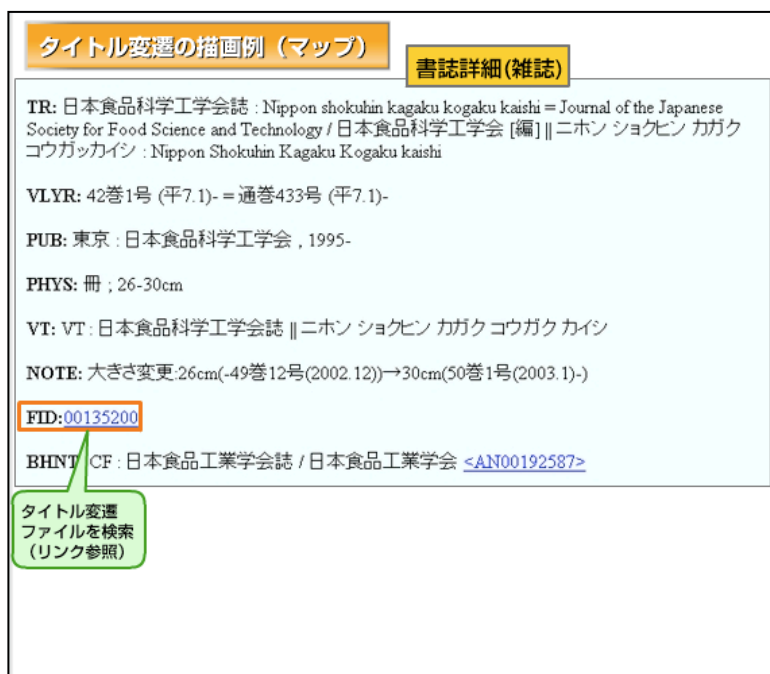 タイトル変遷の描画例（マップ）
書誌詳細(雑誌)
TR: 日本食品科学工学会誌 : Nippon shokuhin kagaku kogaku kaishi = Journal of the Japanese
Society for Food Science and Technology / 日本食品科学工学会 [編] || ニホン ショクヒン カガク
コウガッカイシ : Nippon Shokuhin Kagaku Kogaku kaishi
VLYR: 42巻1号 (平7.1)- = 通巻433号 (平7.1)-
PUB: 東京 : 日本食品科学工学会 , 1995-
PHYS: 冊 ; 26-30cm
VT: VT : 日本食品科学工学会誌 || ニホン ショクヒン カガク コウガク カイシ
NOTE: 大きさ変更:26cm(-49巻12号(2002.12))→30cm(50巻1号(2003.1)-)
FID:00135200
BHNT CF : 日本食品工業学会誌 / 日本食品工業学会 <AN00192587>
タイトル変遷
ファイルを検索
（リンク参照）